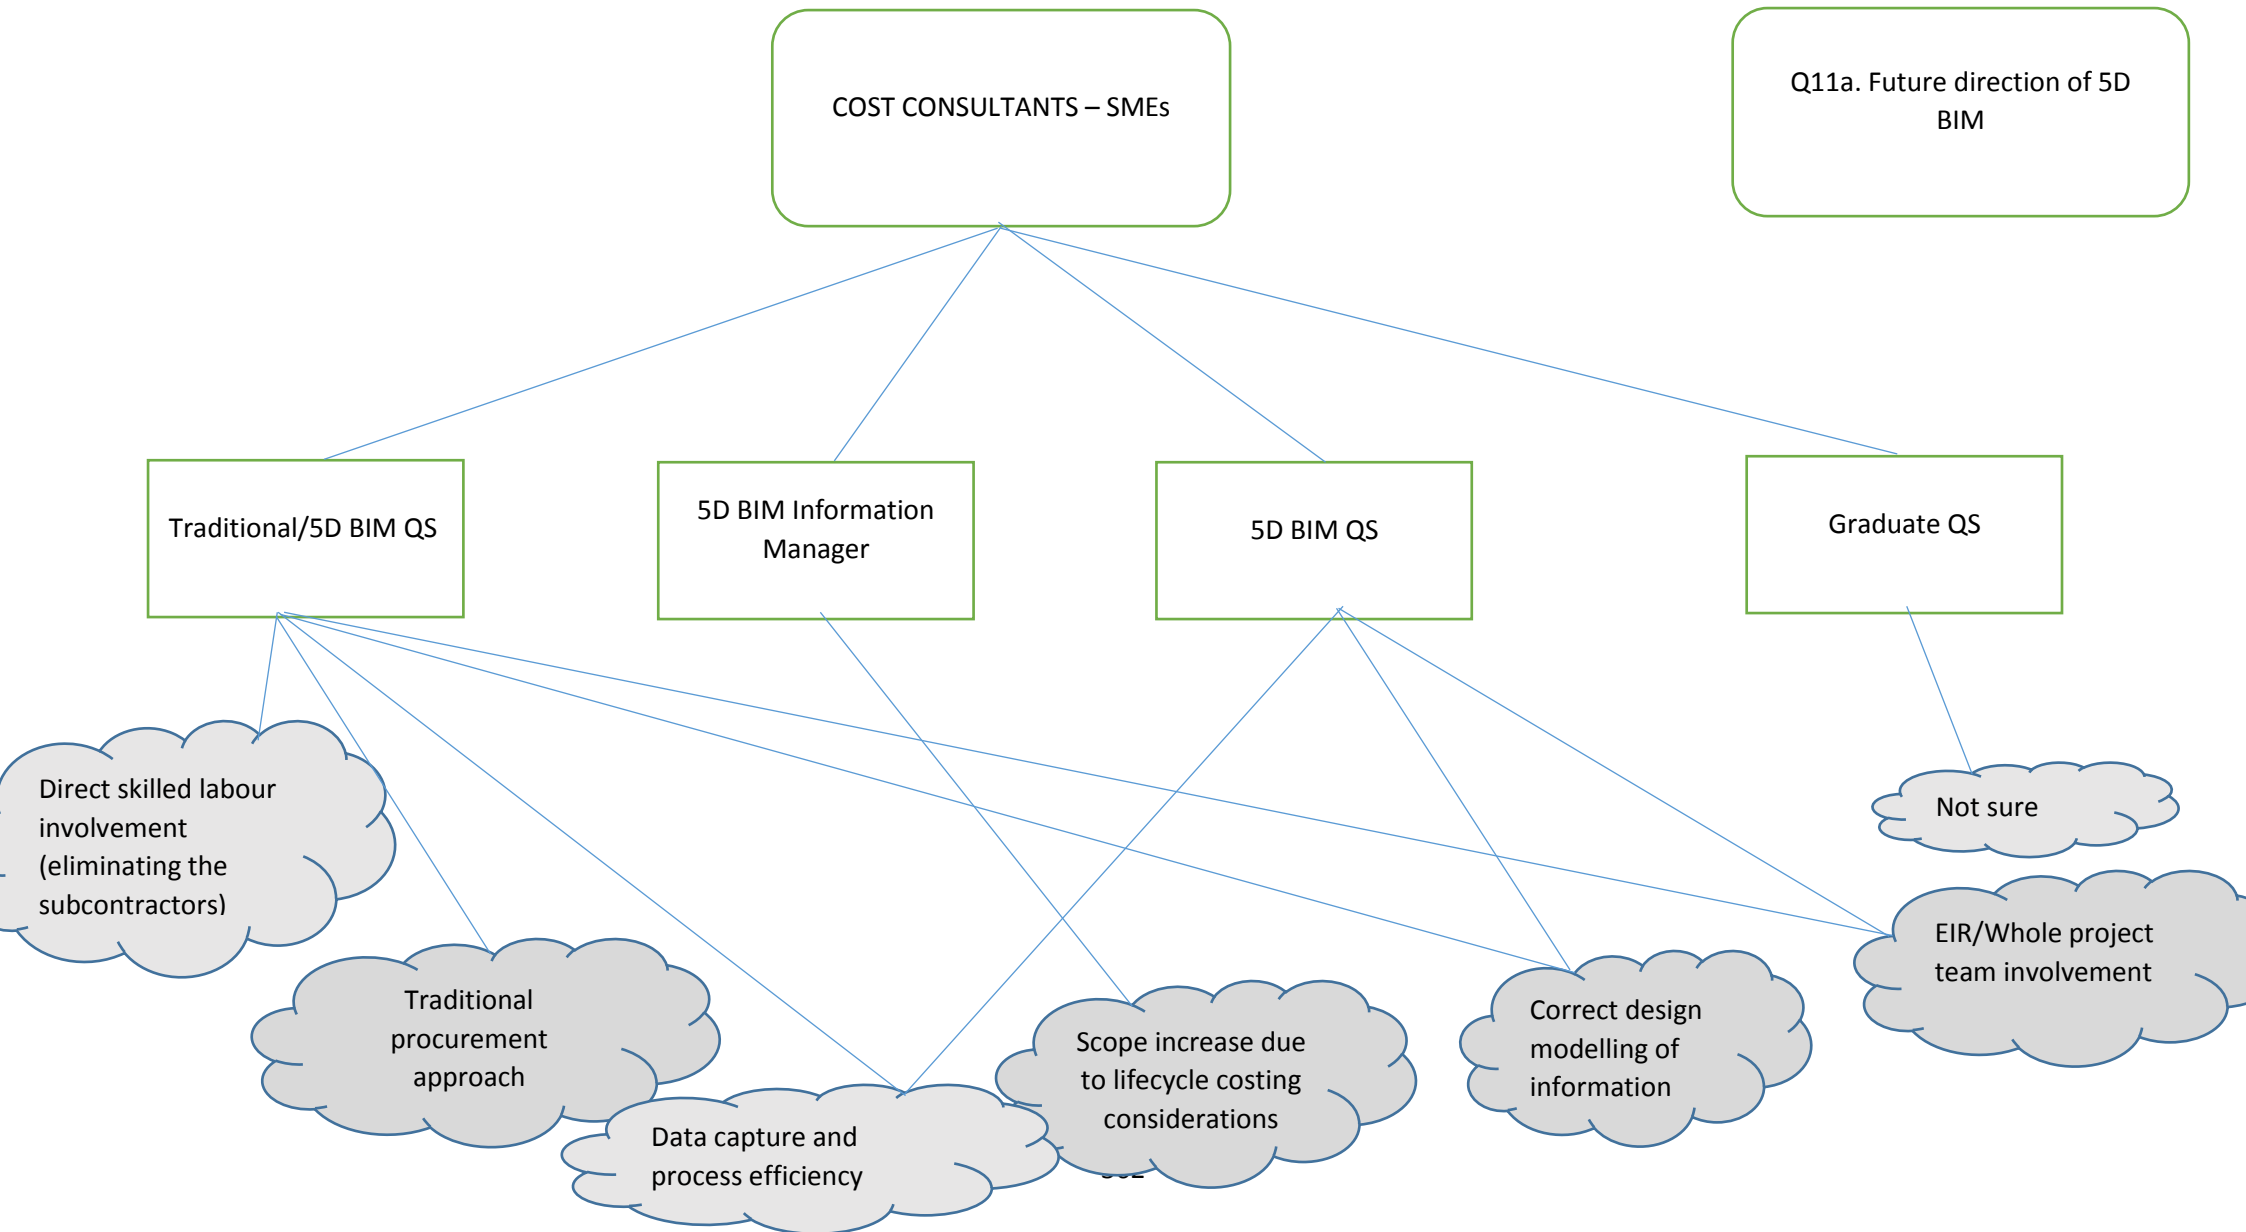 COST CONSULTANTS – SMEs
Q11a. Future direction of 5D
BIM
Traditional/5D BIM QS
5D BIM Information
Manager
5D BIM QS
Graduate QS
Direct skilled labour
involvement
(eliminating the
subcontractors)
Traditional
procurement
approach
Data capture and
process efficiency
Scope increase due
to lifecycle costing
considerations
Correct design
modelling of
information
Not sure
EIR/Whole project
team involvement